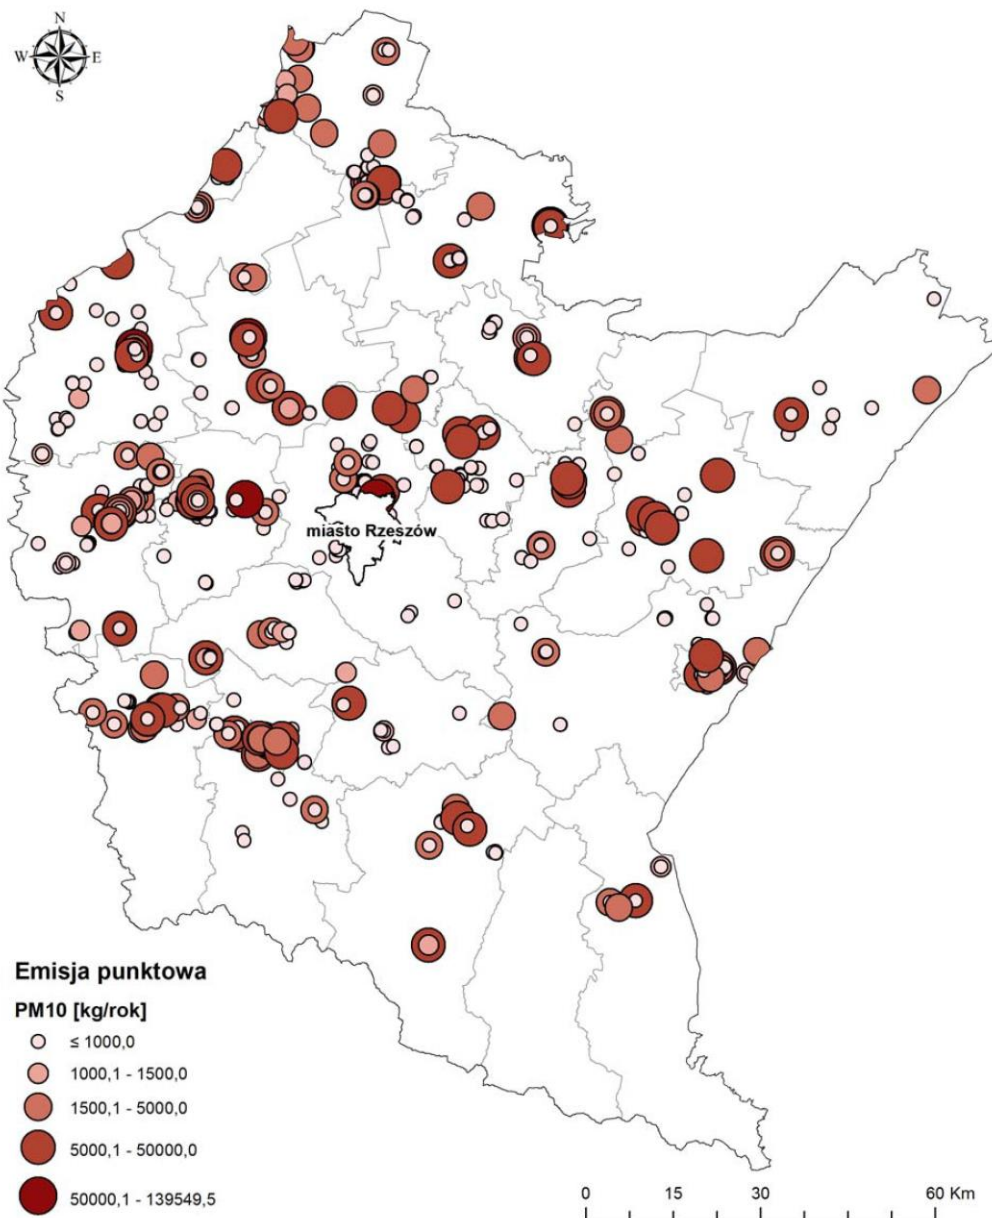 N
W E
S
miasto Rzeszów
Emisja punktowa
PM10 [kg/rok]
≤ 1000,0
1000,1 - 1500,0
1500,1 - 5000,0
5000,1 - 50000,0
50000,1 - 139549,5
0 15 30 60 Km